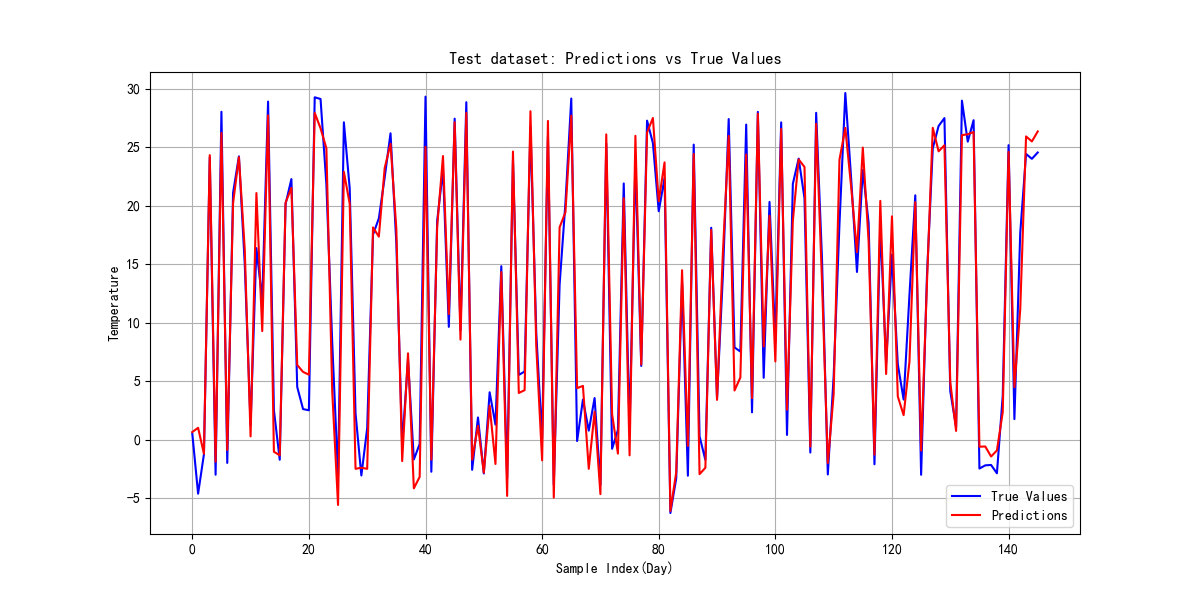 Test dataset: Predictions vs True Values
30
25
20
15
10
5
0
−5
Temperature
0 20 40 60 80 100 120 140
Sample Index(Day)
True Values
Predictions